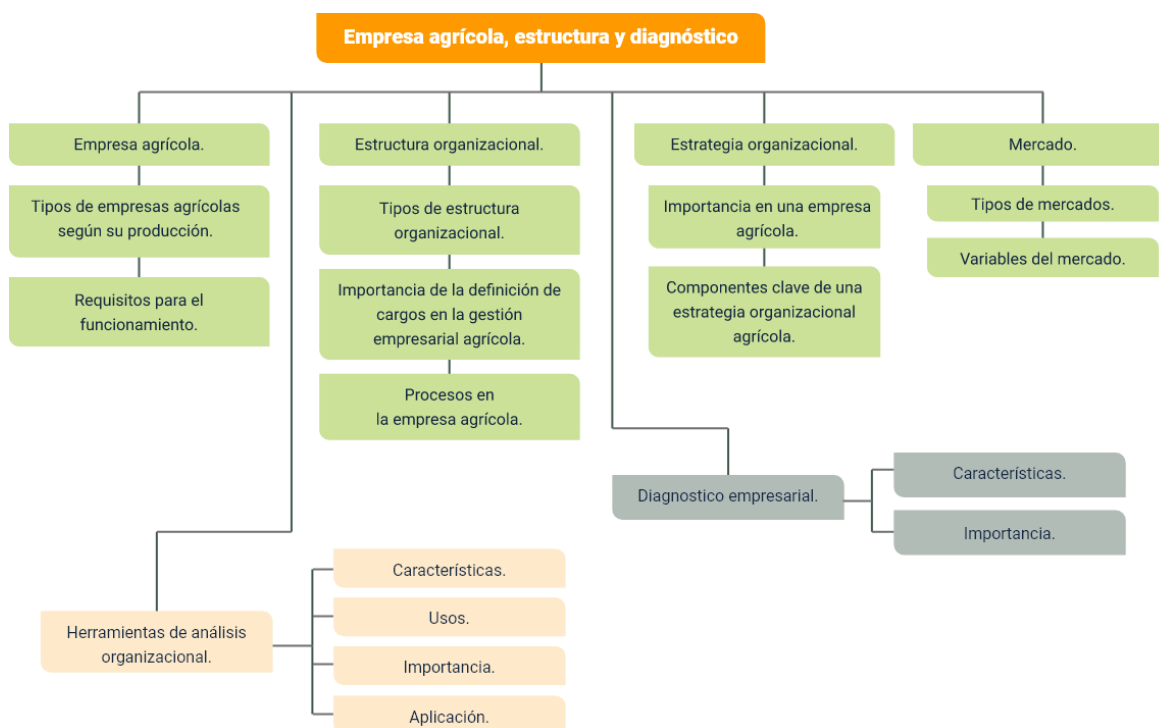 Empresa agrícola, estructura y diagnóstico
Empresa agrícola.
Tipos de empresas agrícolas
según su producción.
Requisitos para el
funcionamiento.
Estructura organizacional.
Tipos de estructura
organizacional.
Importancia de la definición de
cargos en la gestión
empresarial agrícola.
Procesos en
la empresa agrícola.
Estrategia organizacional.
Importancia en una empresa
agrícola.
Componentes clave de una
estrategia organizacional
agrícola.
Mercado.
Tipos de mercados.
Variables del mercado.
Diagnostico empresarial.
Características.
Importancia.
Herramientas de análisis
organizacional.
Características.
Usos.
Importancia.
Aplicación.